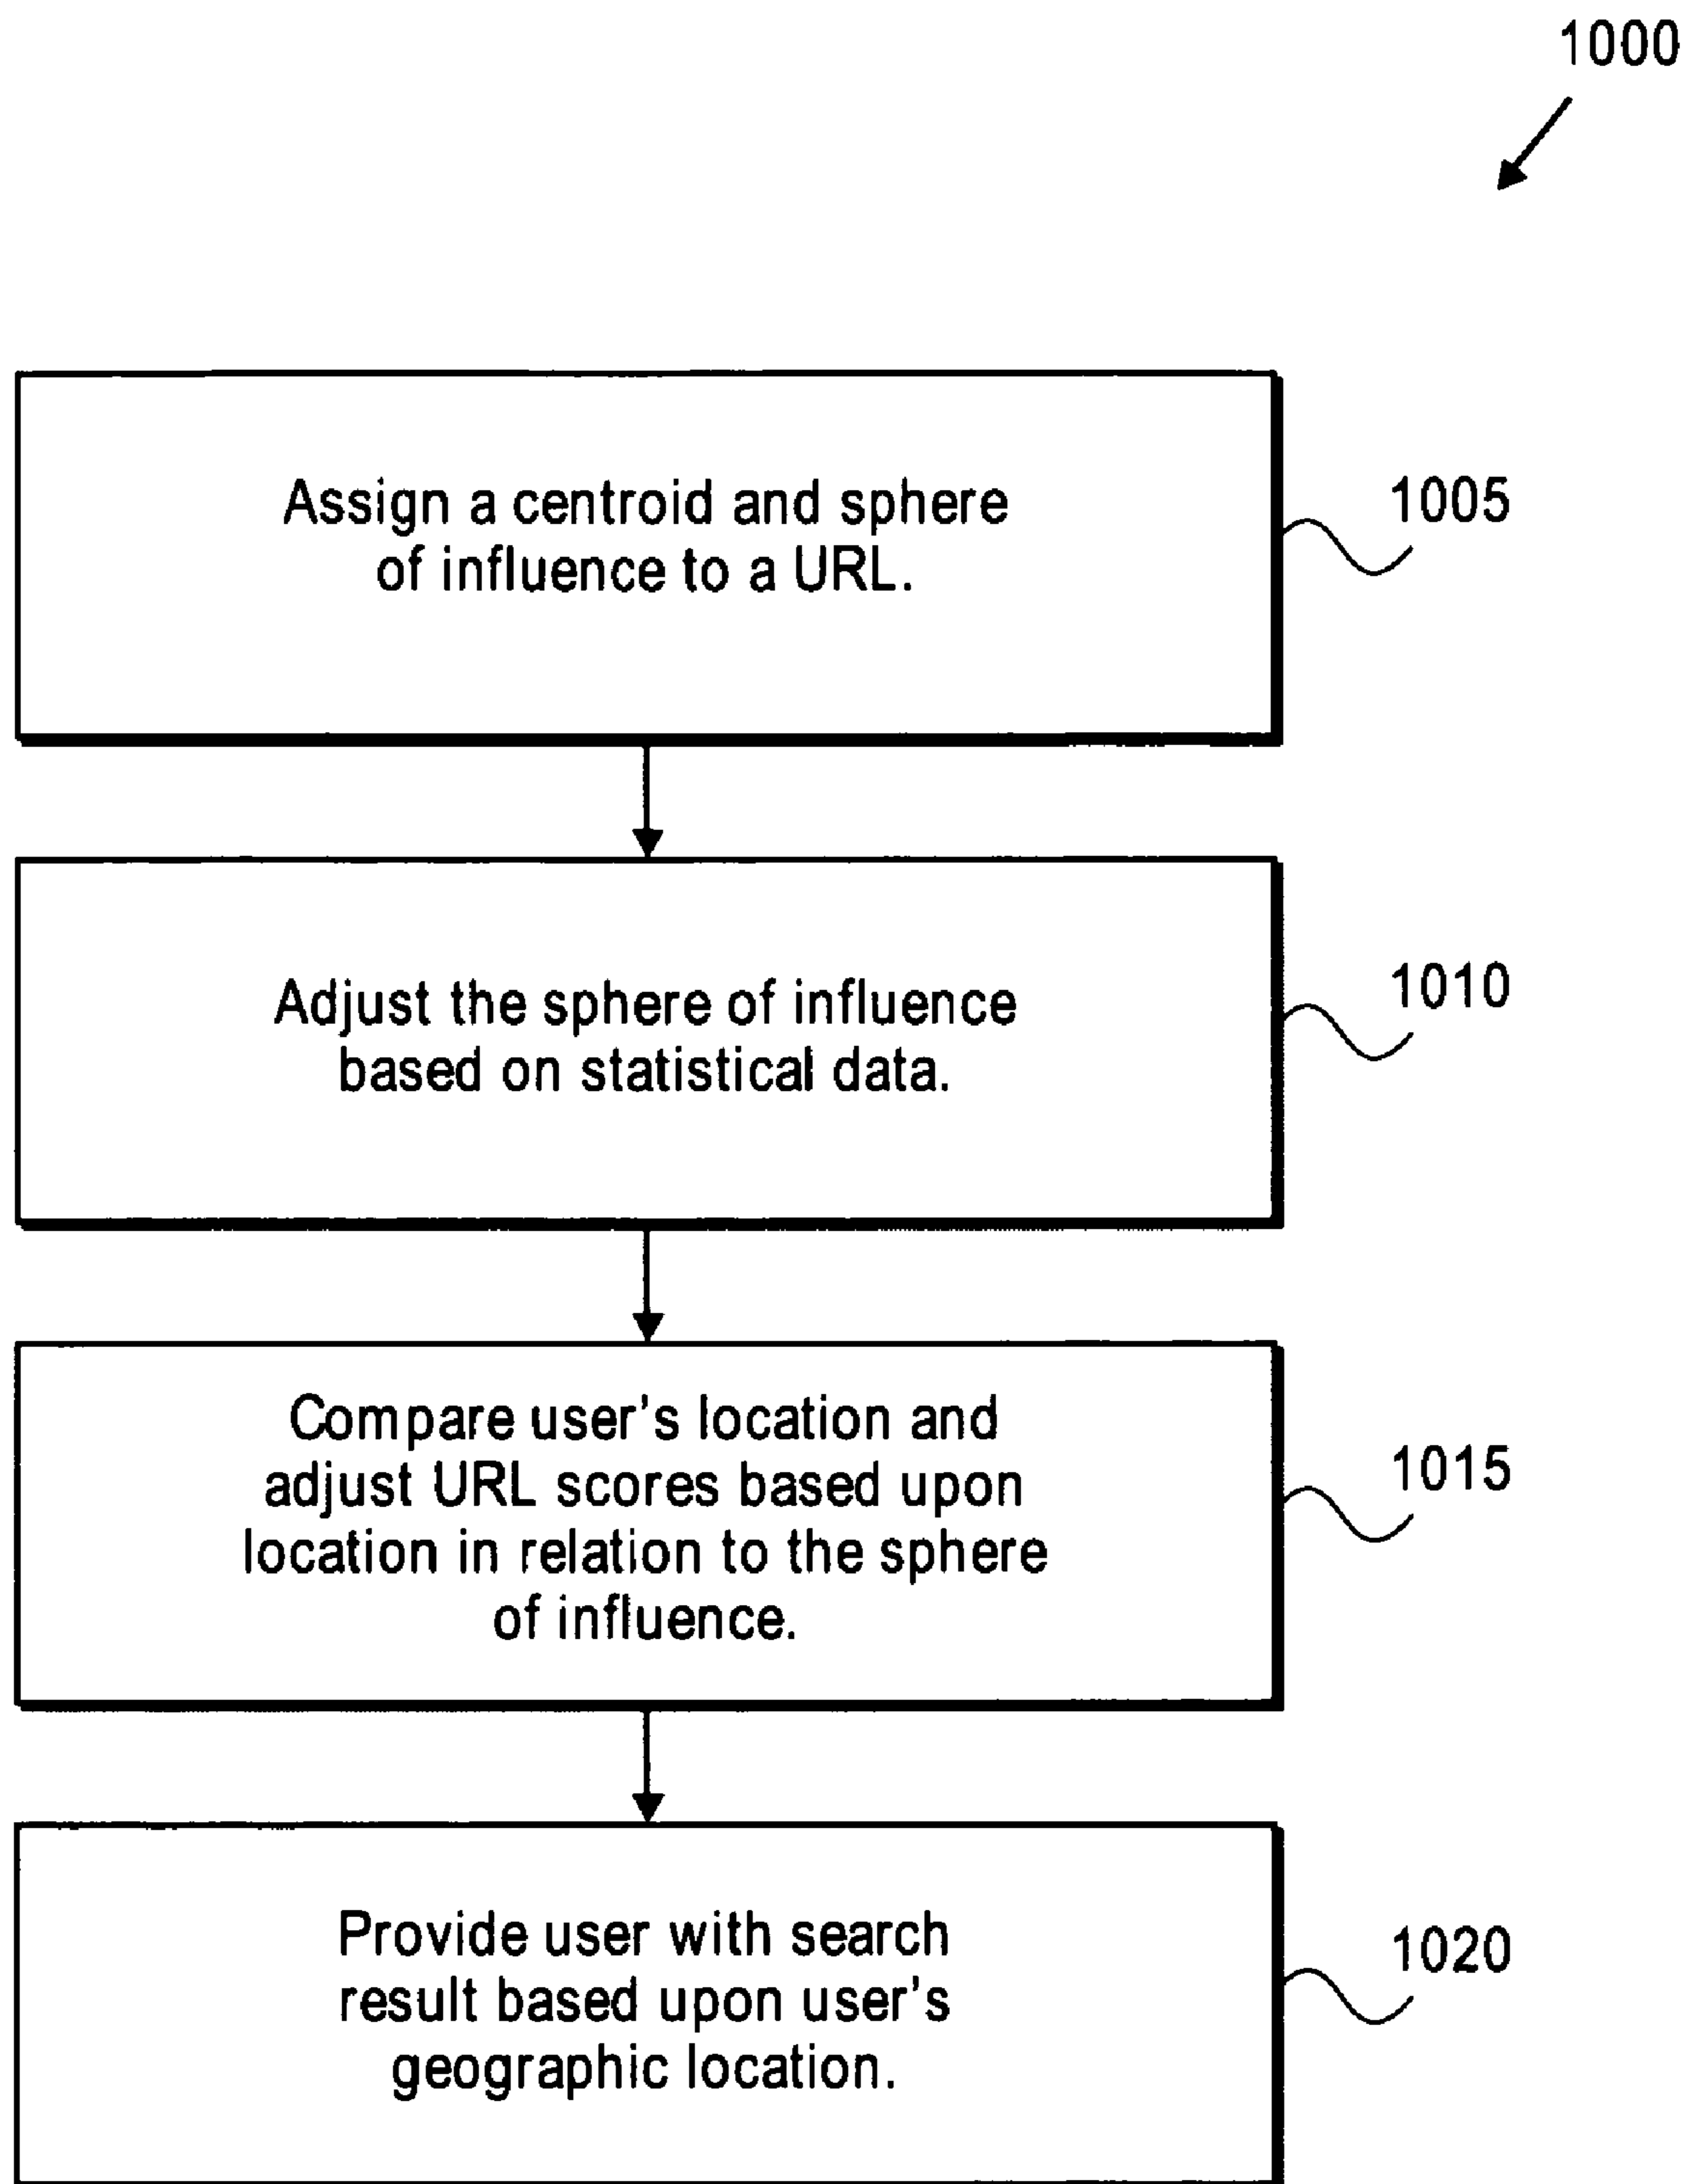 1000
Assign a centroid and sphere
of influence to a URL.
1005
Adjust the sphere of influence
based on statistical data.
1010
Compare user's location and
adjust URL scores based upon
location in relation to the sphere
of influence.
1015
Provide user with search
result based upon user's
geographic location.
1020